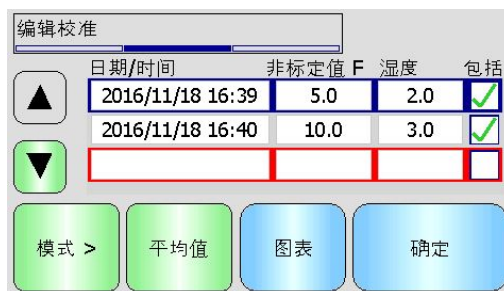 编辑校准
日期/时间 非标定值 F 湿度 包括
2016/11/18 16:39 5.0 2.0
2016/11/18 16:40 10.0 3.0
模式 > 平均值 图表 确定